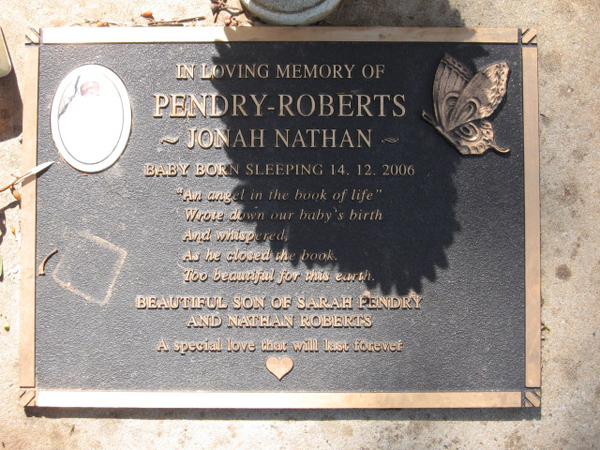 IN LOVING MEMORY OF
PENDRY-ROBERTS
~ JONAH NATHAN ~
BABY BORN SLEEPING 14. 12. 2006
"An angel in the book of life"
Wrote down our baby's birth
And whispered,
As he closed the book.
Too beautiful for this earth.
BEAUTIFUL SON OF SARAH PENDRY
AND NATHAN ROBERTS
A special love that will last forever